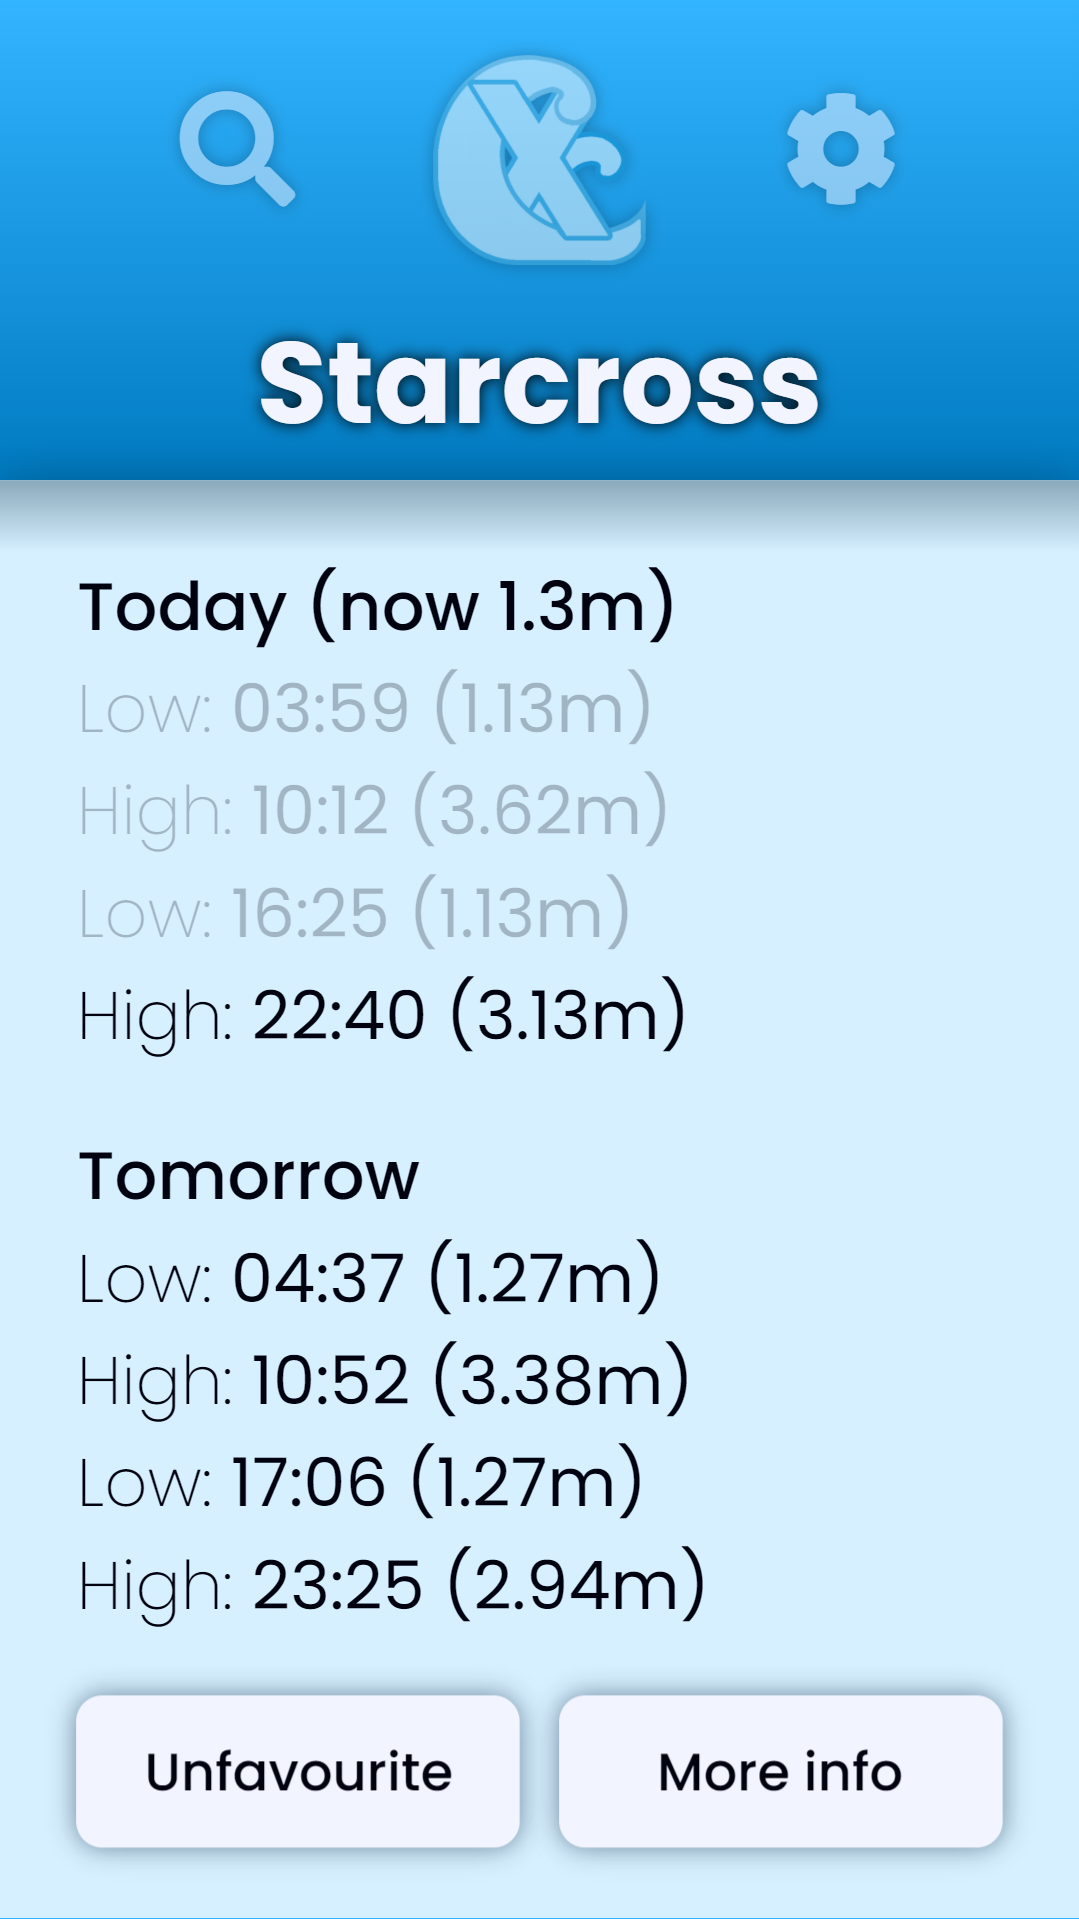 Starcross
Today (now 1.3m)
Low: 03:59 (1.13m)
High: 10:12 (3.62m)
Low: 16:25 (1.13m)
High: 22:40 (3.13m)
Tomorrow
Low: 04:37 (1.27m)
High: 10:52 (3.38m)
Low: 17:06 (1.27m)
High: 23:25 (2.94m)
Unfavourite
More info